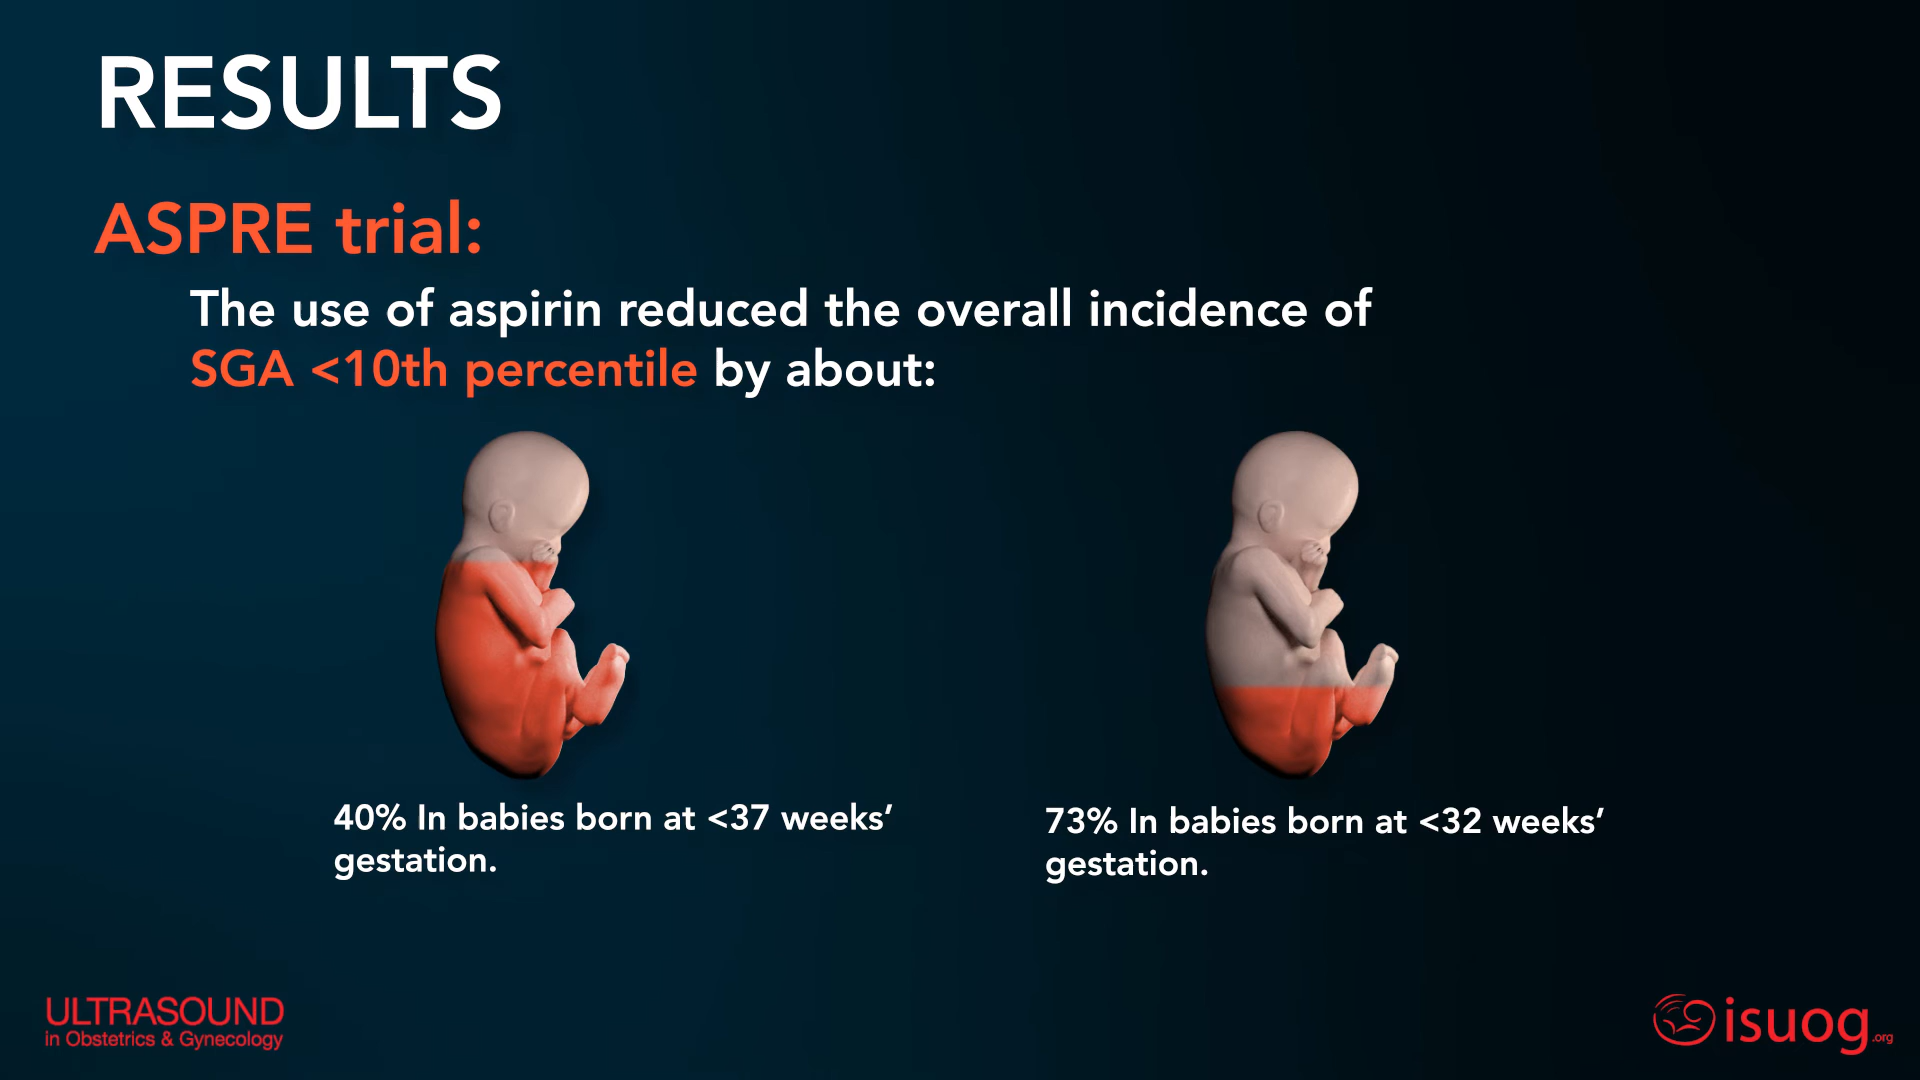 RESULTS
ASPRE trial:
The use of aspirin reduced the overall incidence of
SGA <10th percentile by about:
40% In babies born at <37 weeks’
gestation.
73% In babies born at <32 weeks’
gestation.
ULTRASOUND
in Obstetrics & Gynecology
isuog.org